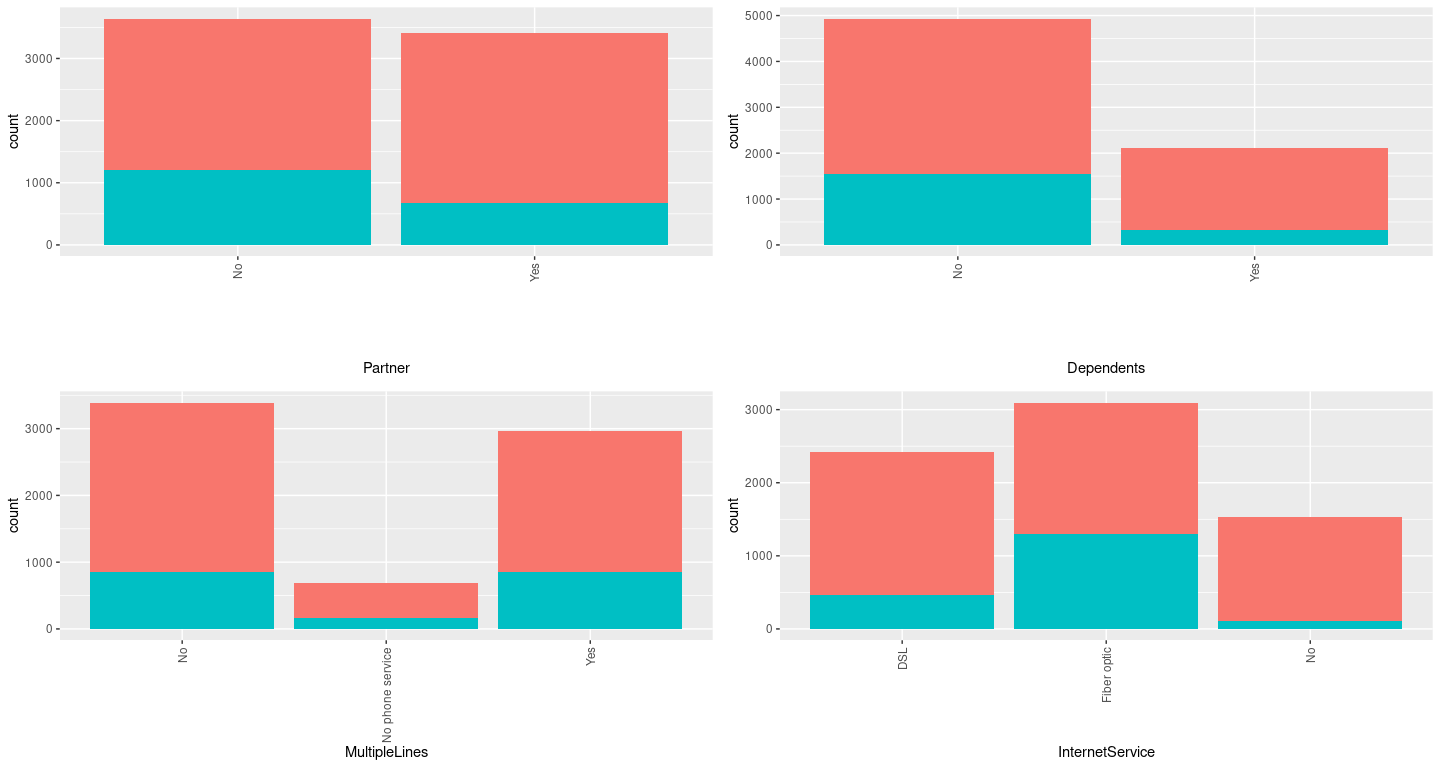 count
3000
2000
1000
0
No
Yes
Partner
count
5000
4000
3000
2000
1000
0
No
Yes
Dependents
count
3000
2000
1000
0
No
No phone service
Yes
MultipleLines
count
3000
2000
1000
0
DSL
Fiber optic
No
InternetService